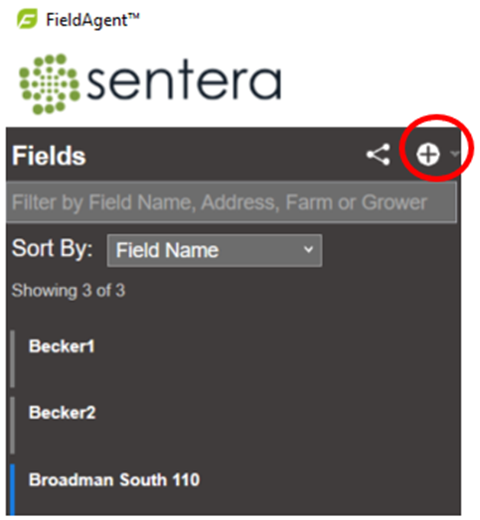 FieldAgent™
sentera
Fields
Filter by Field Name, Address, Farm or Grower
Sort By: Field Name
Showing 3 of 3
Becker1
Becker2
Broadman South 110